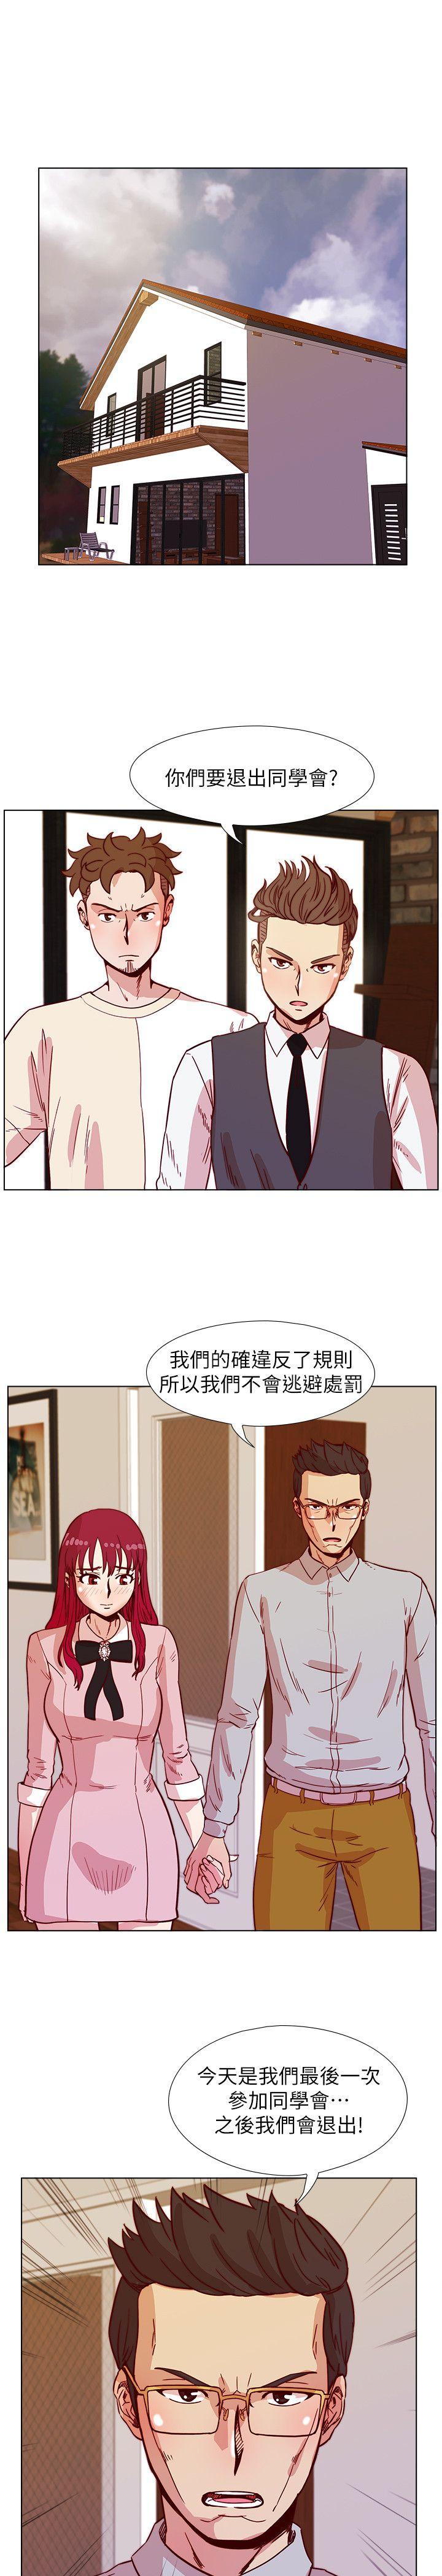 你們要退出同學會?
我們的確違反了規則
所以我們不會逃避處罰
SEA
今天是我們最後一次
參加同學會…
之後我們會退出!